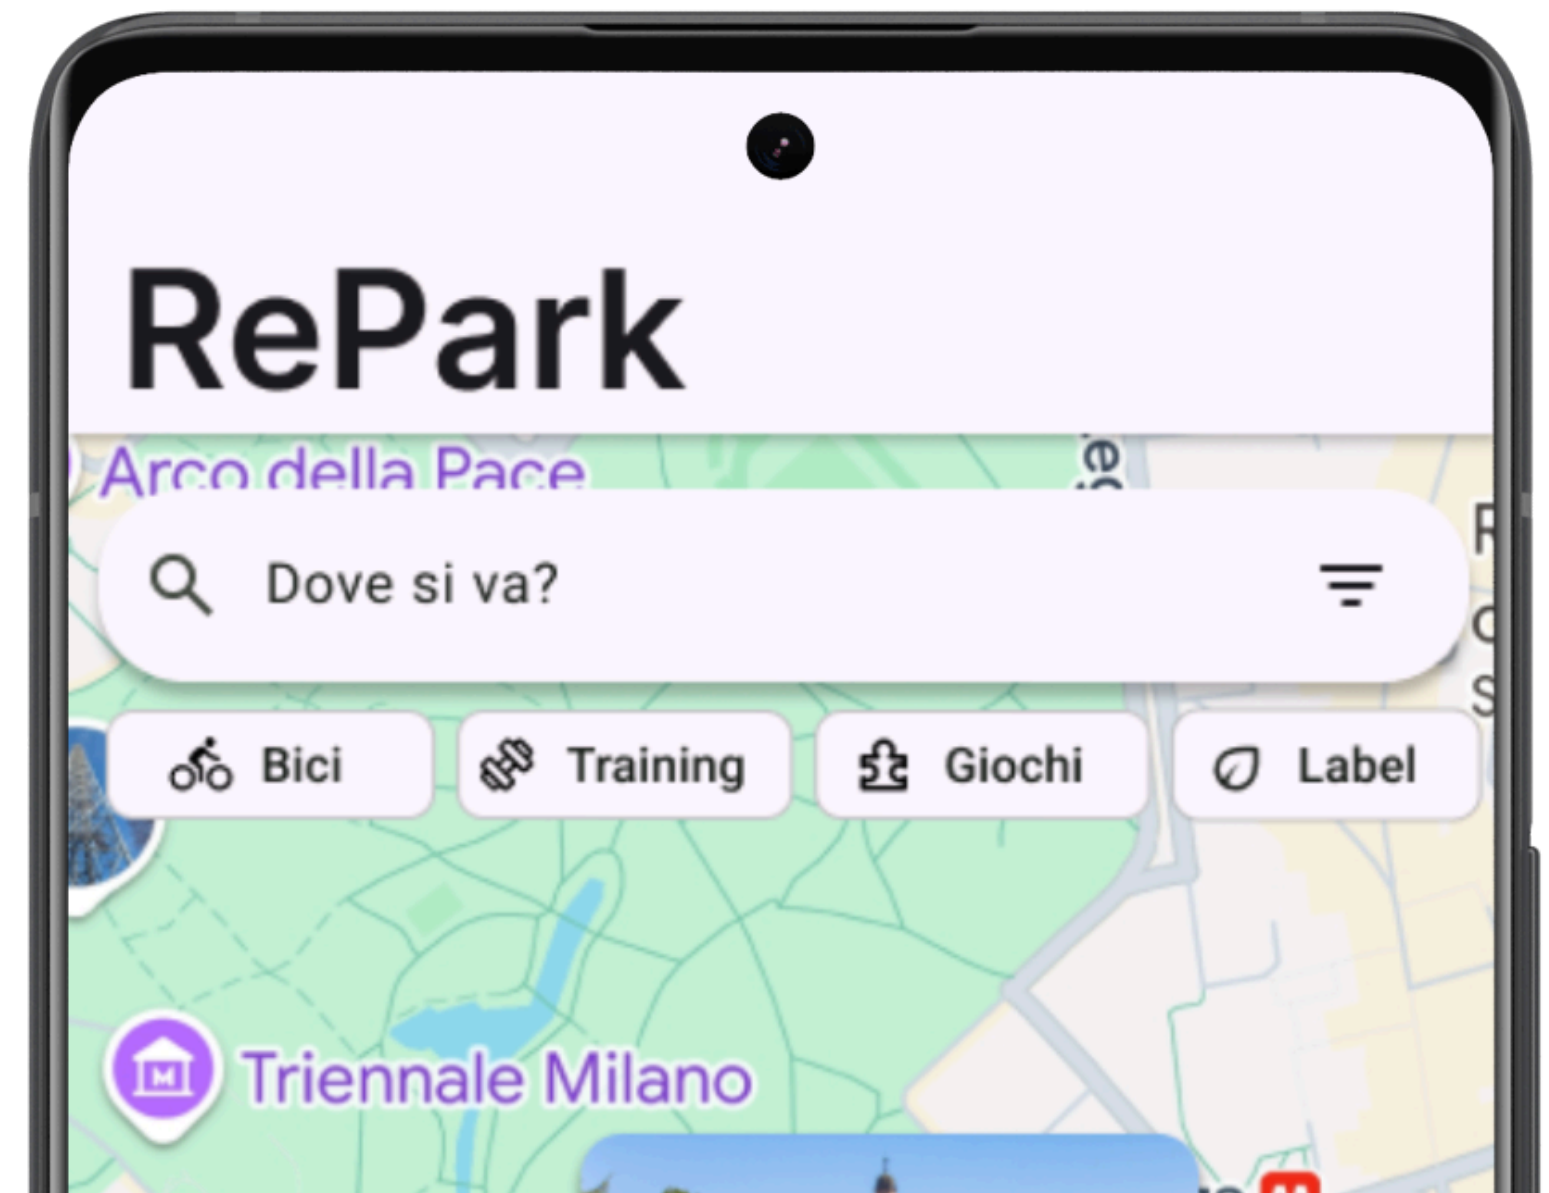 RePark
Arco della Pace
Dove si va?
Bici
Training
Giochi
Label
Triennale Milano